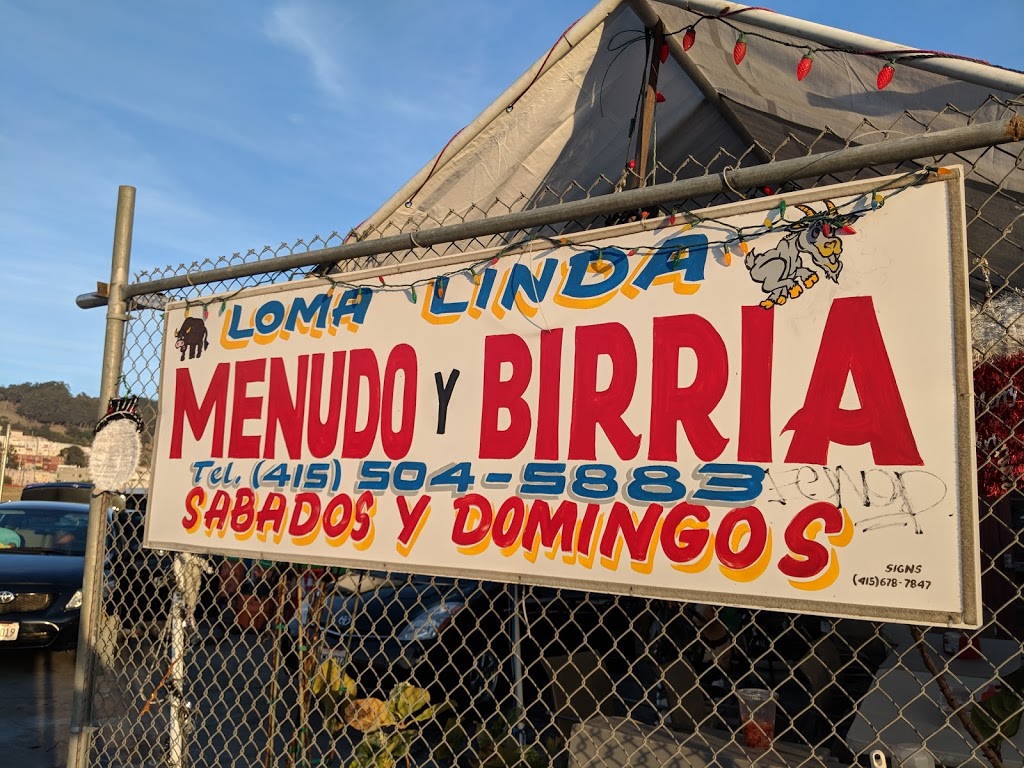 LOMA LINDA
MENUDO Y BIRRIA
Tel. (415) 504-5883
SABADOS Y DOMINGOS
SIGNS
(415)678-7847